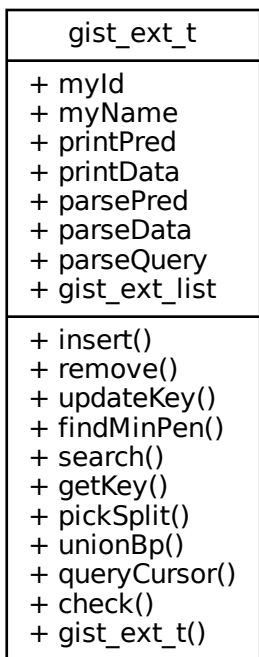 gist_ext_t
+ myId
+ myName
+ printPred
+ printData
+ parsePred
+ parseData
+ parseQuery
+ gist_ext_list
+ insert()
+ remove()
+ updateKey()
+ findMinPen()
+ search()
+ getKey()
+ pickSplit()
+ unionBp()
+ queryCursor()
+ check()
+ gist_ext_t()